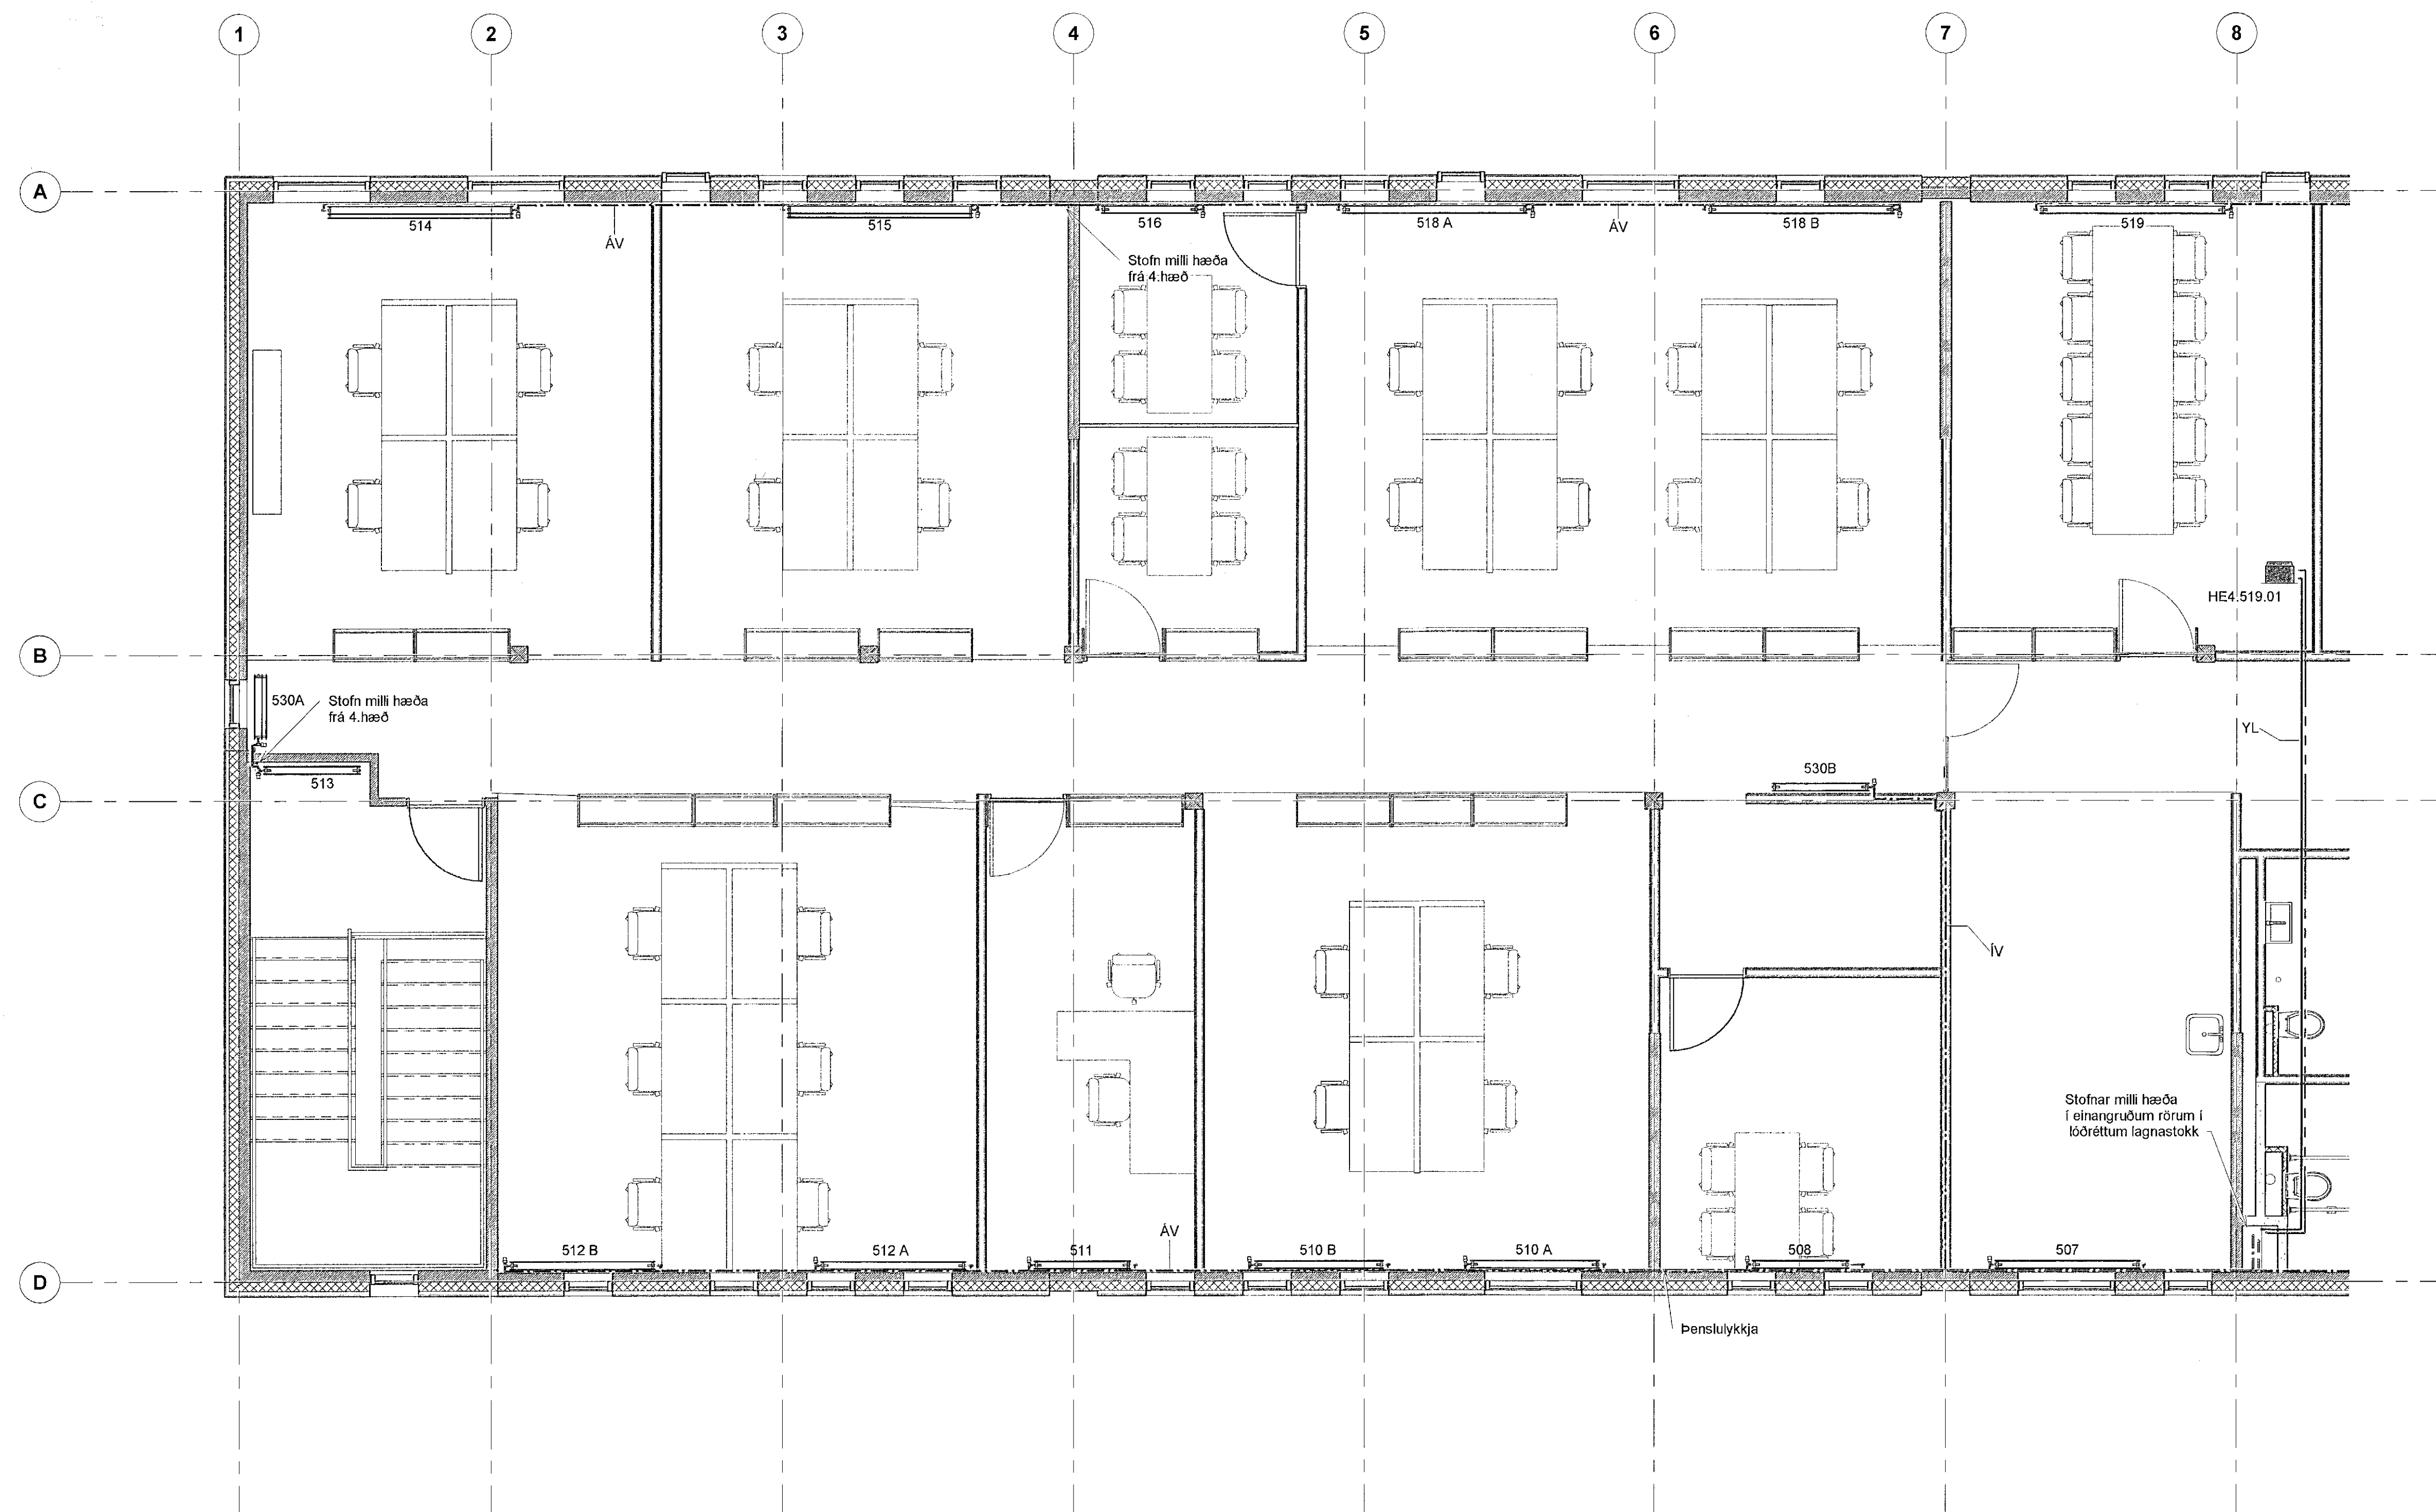 1
2
3
4
5
6
7
8
A
514
ÁV
515
516
518 A
ÁV
518 B
519
Stofn milli hæða
frá 4.hæð
HE4.519.01
B
530A
Stofn milli hæða
frá 4.hæð
YL
513
530B
C
ÍV
Stofnar milli hæða
í einangruðum rörum í
lóðréttum lagnastokk
512 B
512 A
511
ÁV
510 B
510 A
508
507
D
Þenslulykkja